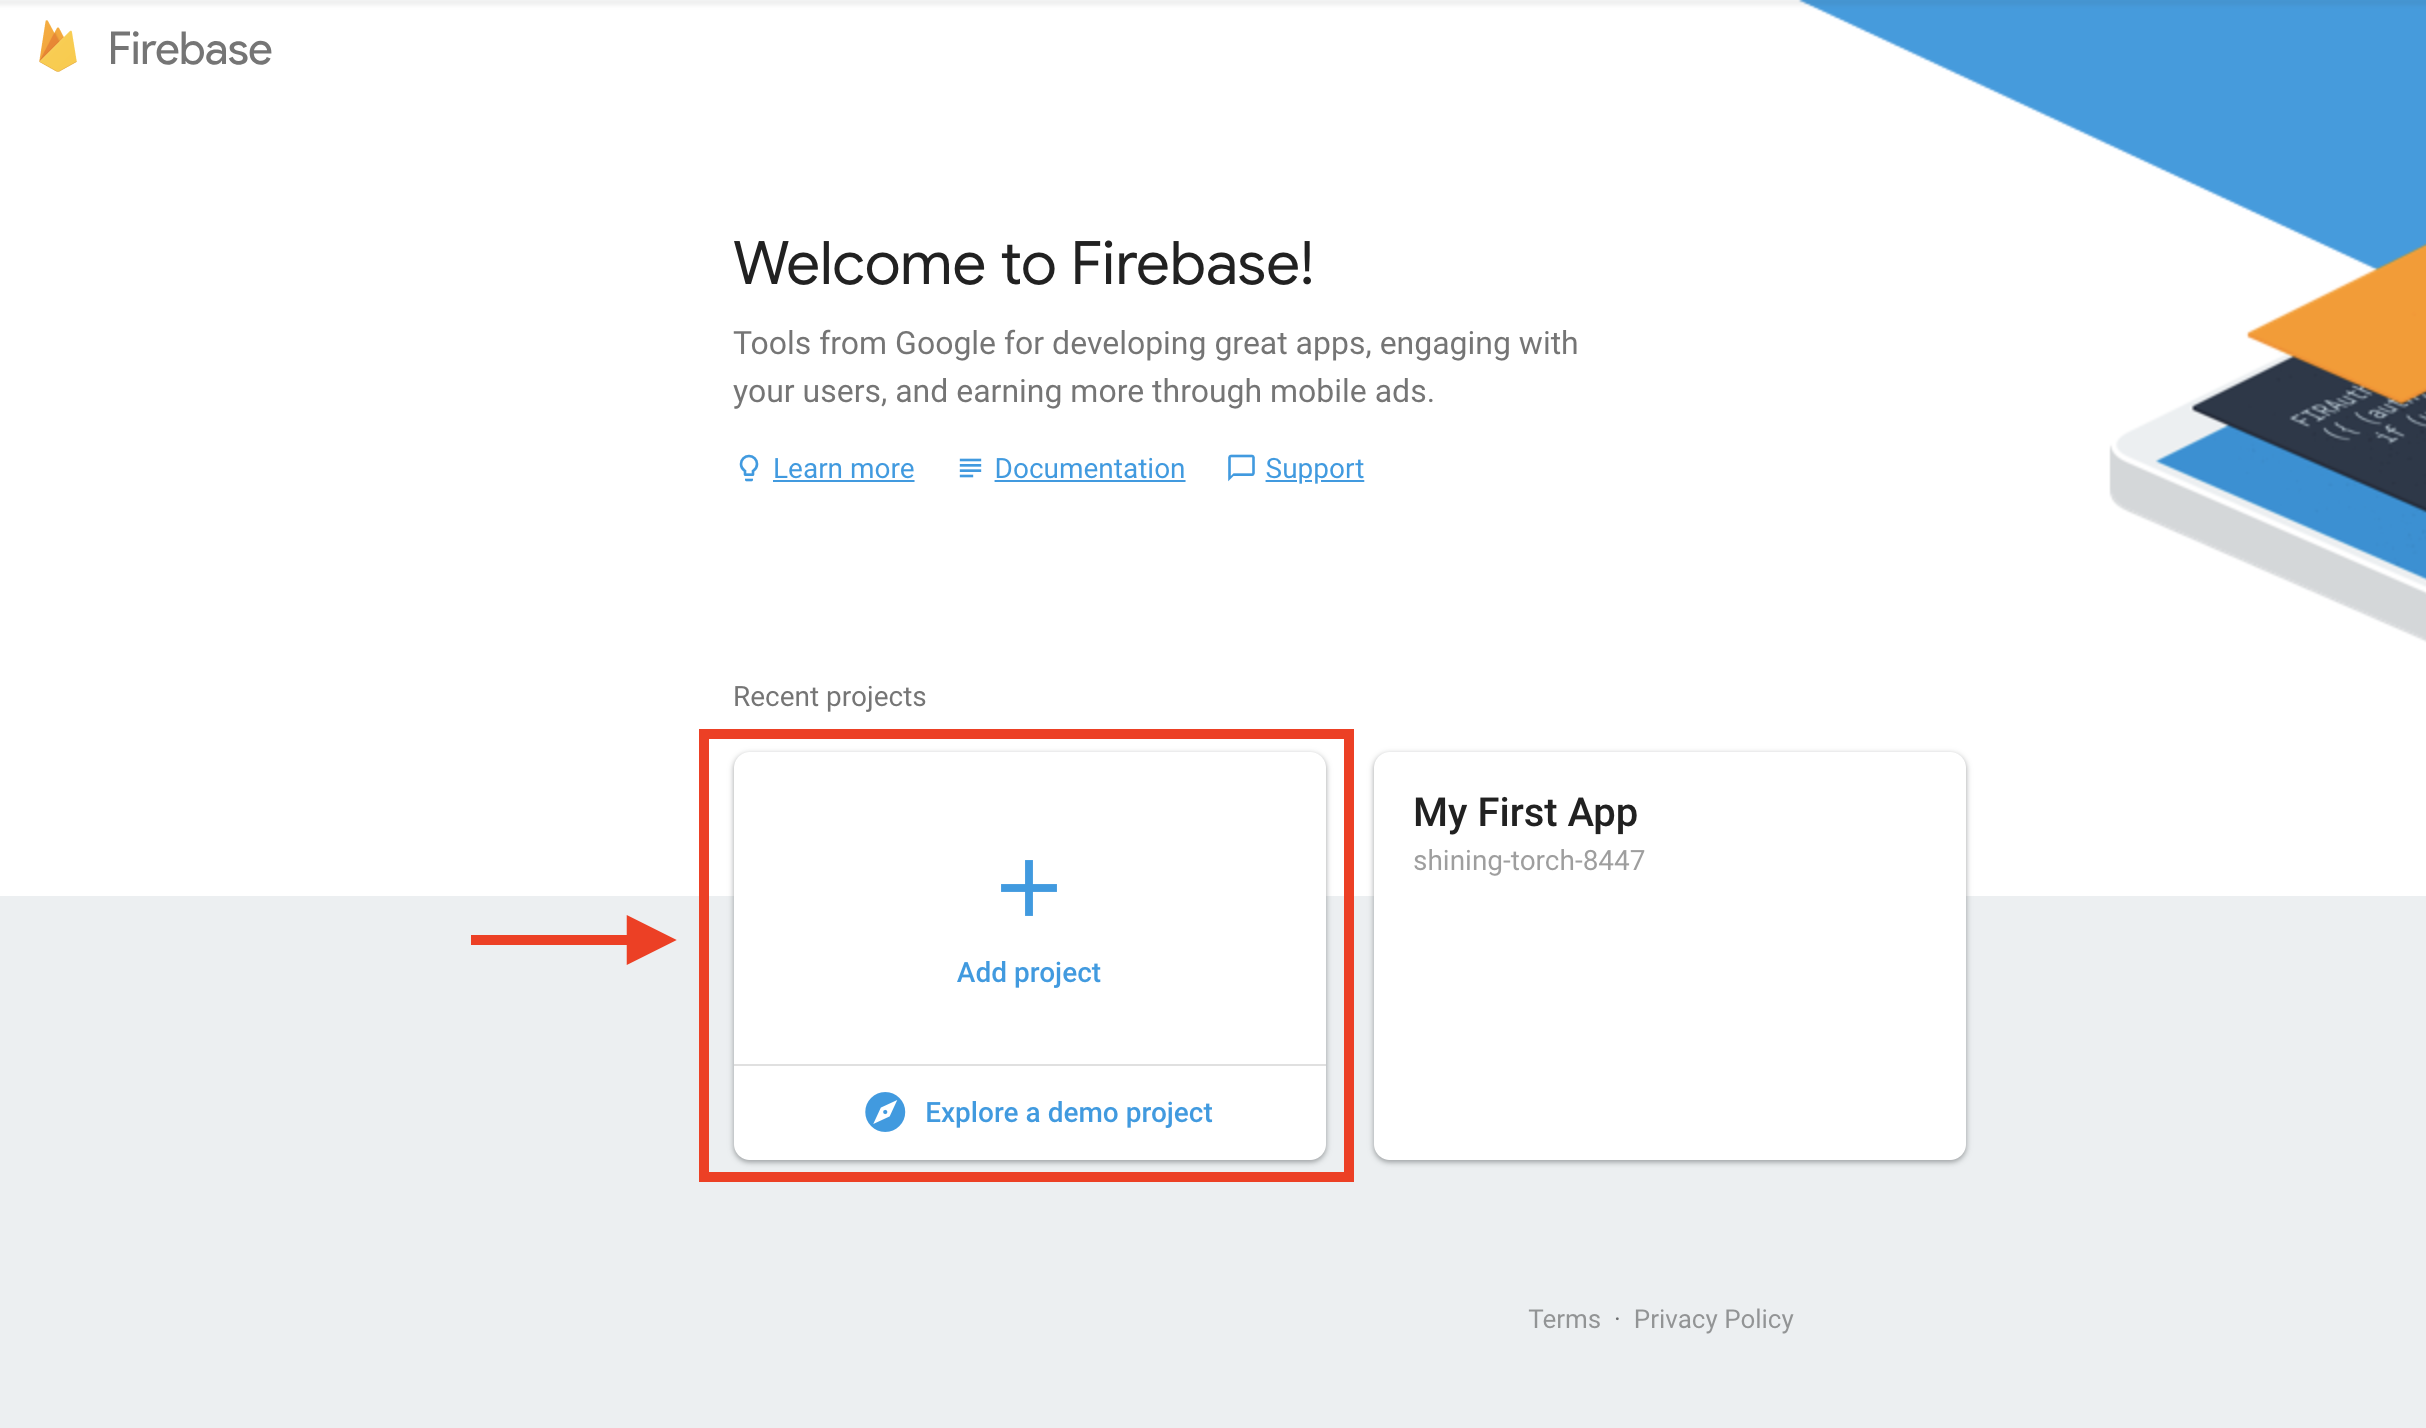 Firebase
Welcome to Firebase!
Tools from Google for developing great apps, engaging with
your users, and earning more through mobile ads.
Learn more Documentation Support
FIRAuth
if
Recent projects
Add project
Explore a demo project
My First App
shining-torch-8447
Terms · Privacy Policy